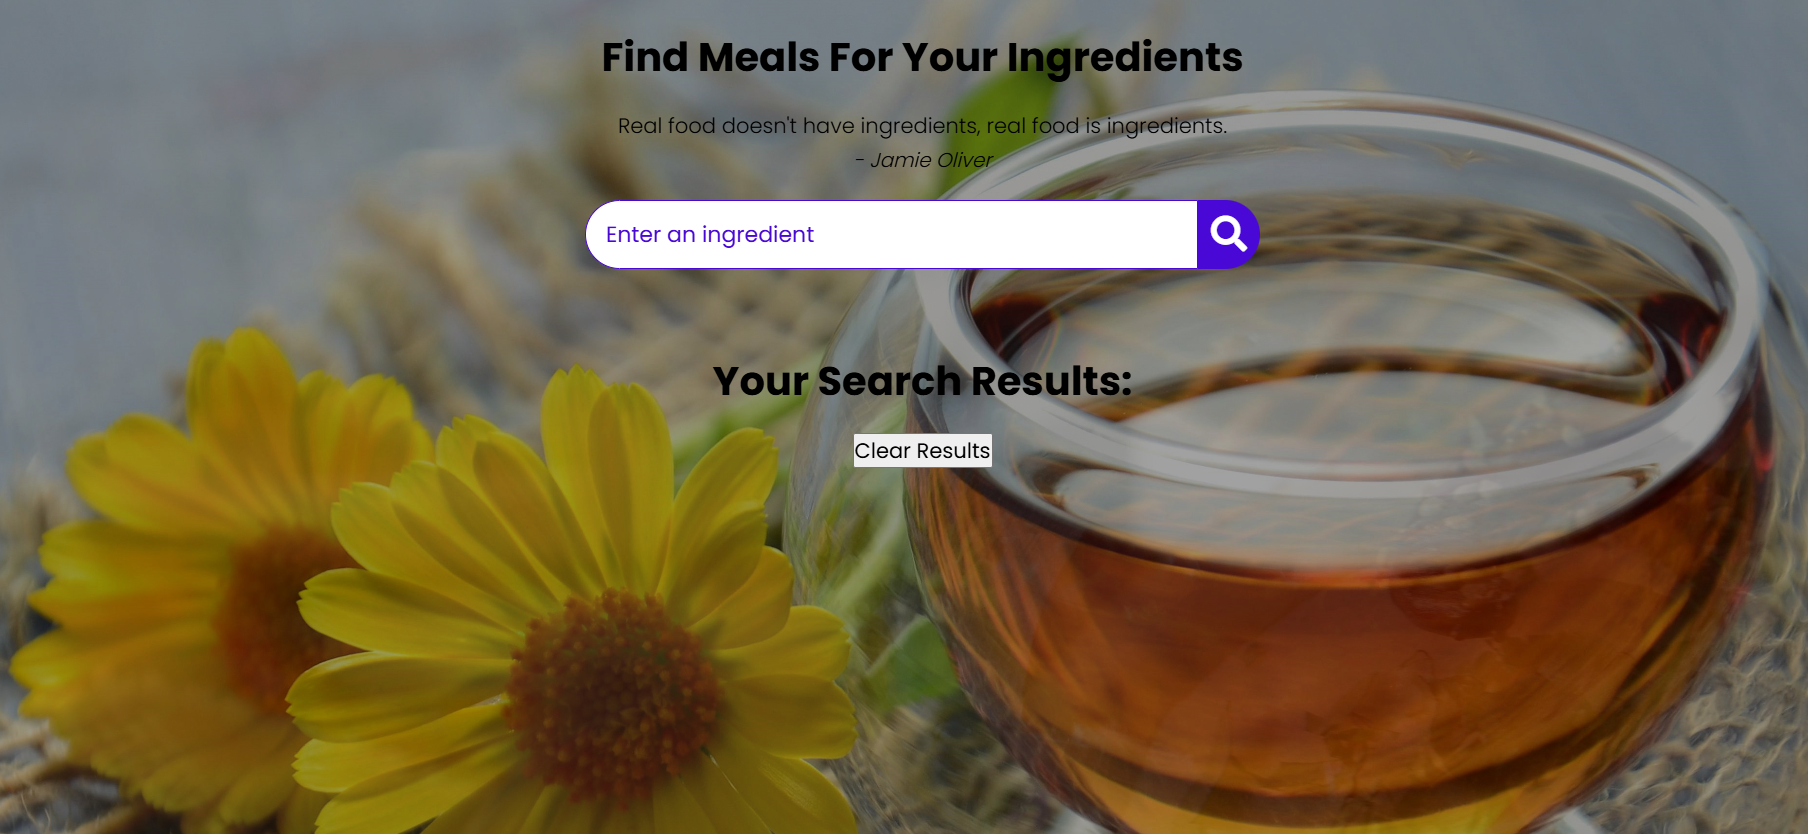 Find Meals For Your Ingredients
Real food doesn't have ingredients, real food is ingredients.
- Jamie Oliver
Enter an ingredient
Your Search Results:
Clear Results